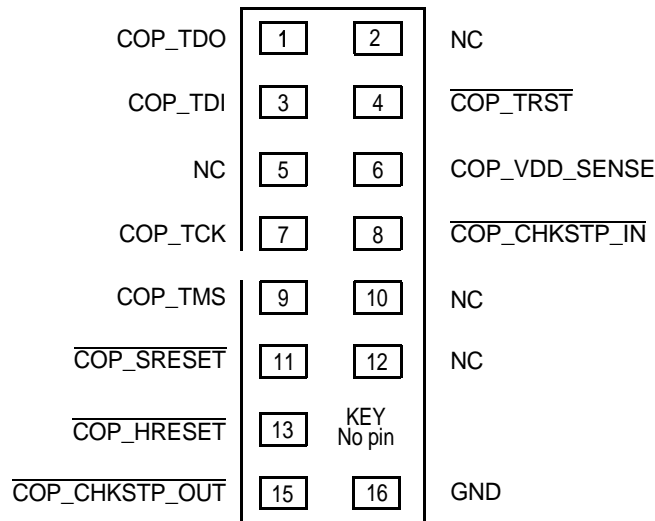 COP_TDO 1 2 NC
COP_TDI 3 4 COP_TRST
NC 5 6 COP_VDD_SENSE
COP_TCK 7 8 COP_CHKSTP_IN
COP_TMS 9 10 NC
COP_SRESET 11 12 NC
COP_HRESET 13 KEY
No pin
COP_CHKSTP_OUT 15 16 GND